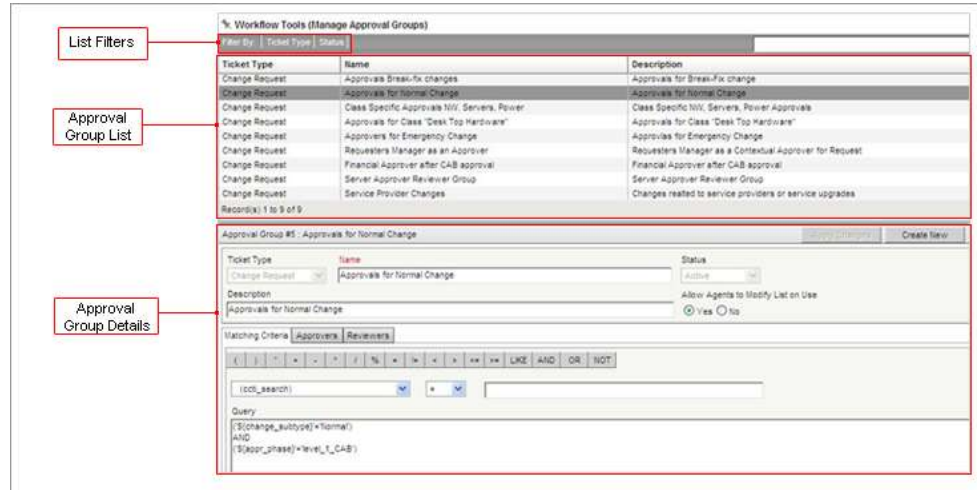 Workflow Tools (Manage Approval Groups)
List Filters
Filter By: Ticket Type Status
Ticket Type Name Description
Change Request Approvals Break-fix changes Approvals for Break-Fix change
Change Request Approvals for Normal Change Approvals for Normal Change
Change Request Class Specific Approvals NW, Servers, Power Class Specific NW, Servers, Power Approvals
Approval
Group List
Change Request Approvals for Class "Desk Top Hardware" Approvals for Class "Desk Top Hardware"
Change Request Approvers for Emergency Change Approvlas for Emergency Change
Change Request Requesters Manager as an Approver Requesters Manager as a Contextual Approver for Request
Change Request Financial Approver after CAB approval Financial Approver after CAB approval
Change Request Server Approver Reviewer Group Server Approver Reviewer Group
Change Request Service Provider Changes Changes realted to service providers or service upgrades
Record(s) 1 to 9 of 9
Approval Group #5 : Approvals for Normal Change Apply Changes Create New
Ticket Type Name Status
Change Request Approvals for Normal Change Active
Description Allow Agents to Modify List on Use
Approvals for Normal Change Yes No
Approval
Group Details
Matching Criteria Approvers Reviewers
( ) / % != < > <= >= LIKE AND OR NOT
(ccti_search) =
Query
('${change_subtype}'='Normal')
AND
('${appr_phase}'='level_1_CAB')